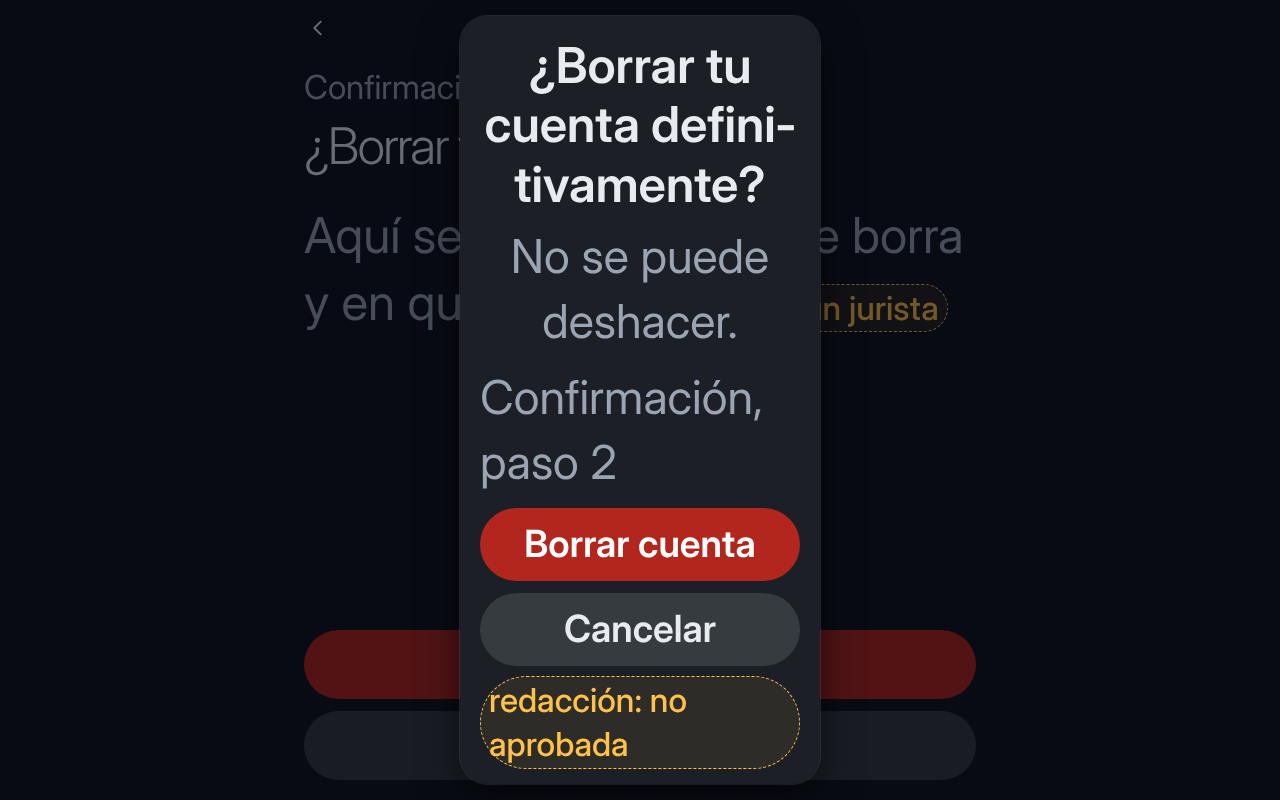 Confirmaci
¿Borrar
Aquí se
e borra
y en qu
n jurista
¿Borrar tu
cuenta defini-
tivamente?
No se puede
deshacer.
Confirmación,
paso 2
Borrar cuenta
Cancelar
redacción: no
aprobada